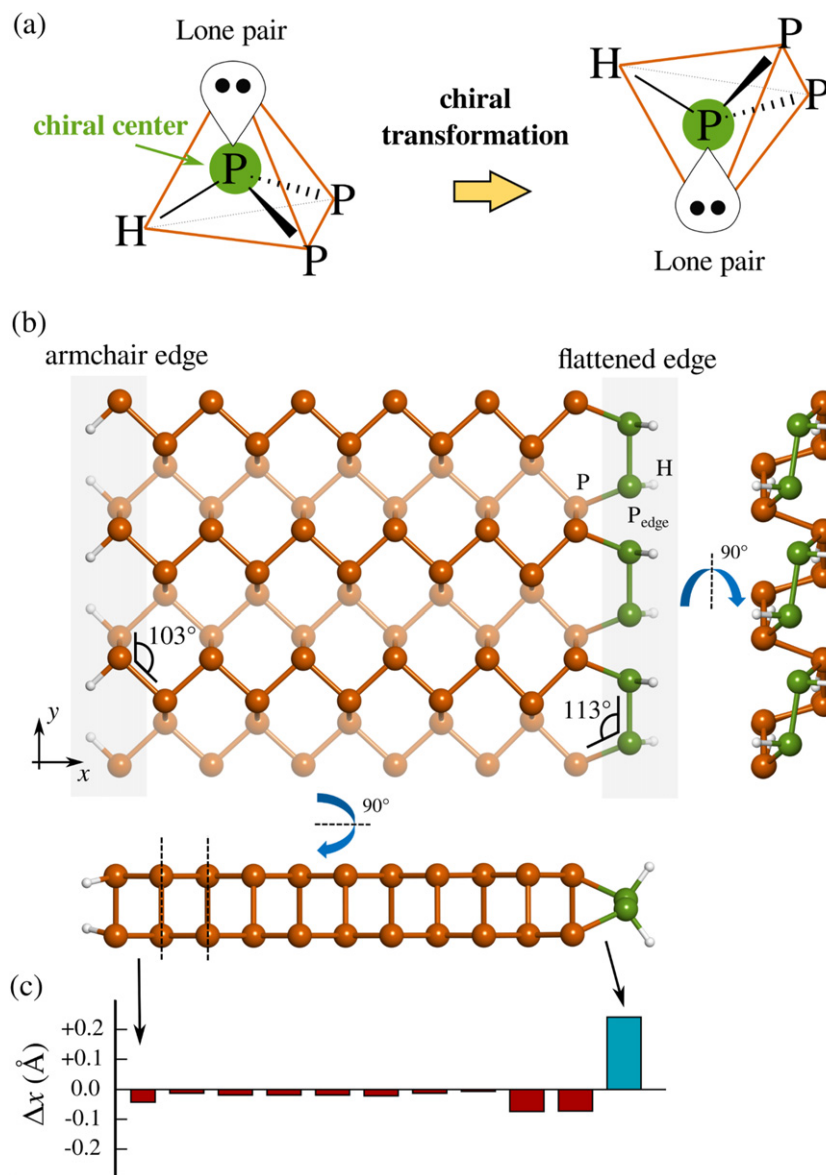 (a)
Lone pair
chiral center
P
H
P
P
chiral
transformation
H
P
P
P
Lone pair
(b)
armchair edge
flattened edge
P
H
P_edge
90°
103°
113°
y
x
90°
(c)
Δx (Å)
+0.2
+0.1
0.0
-0.1
-0.2